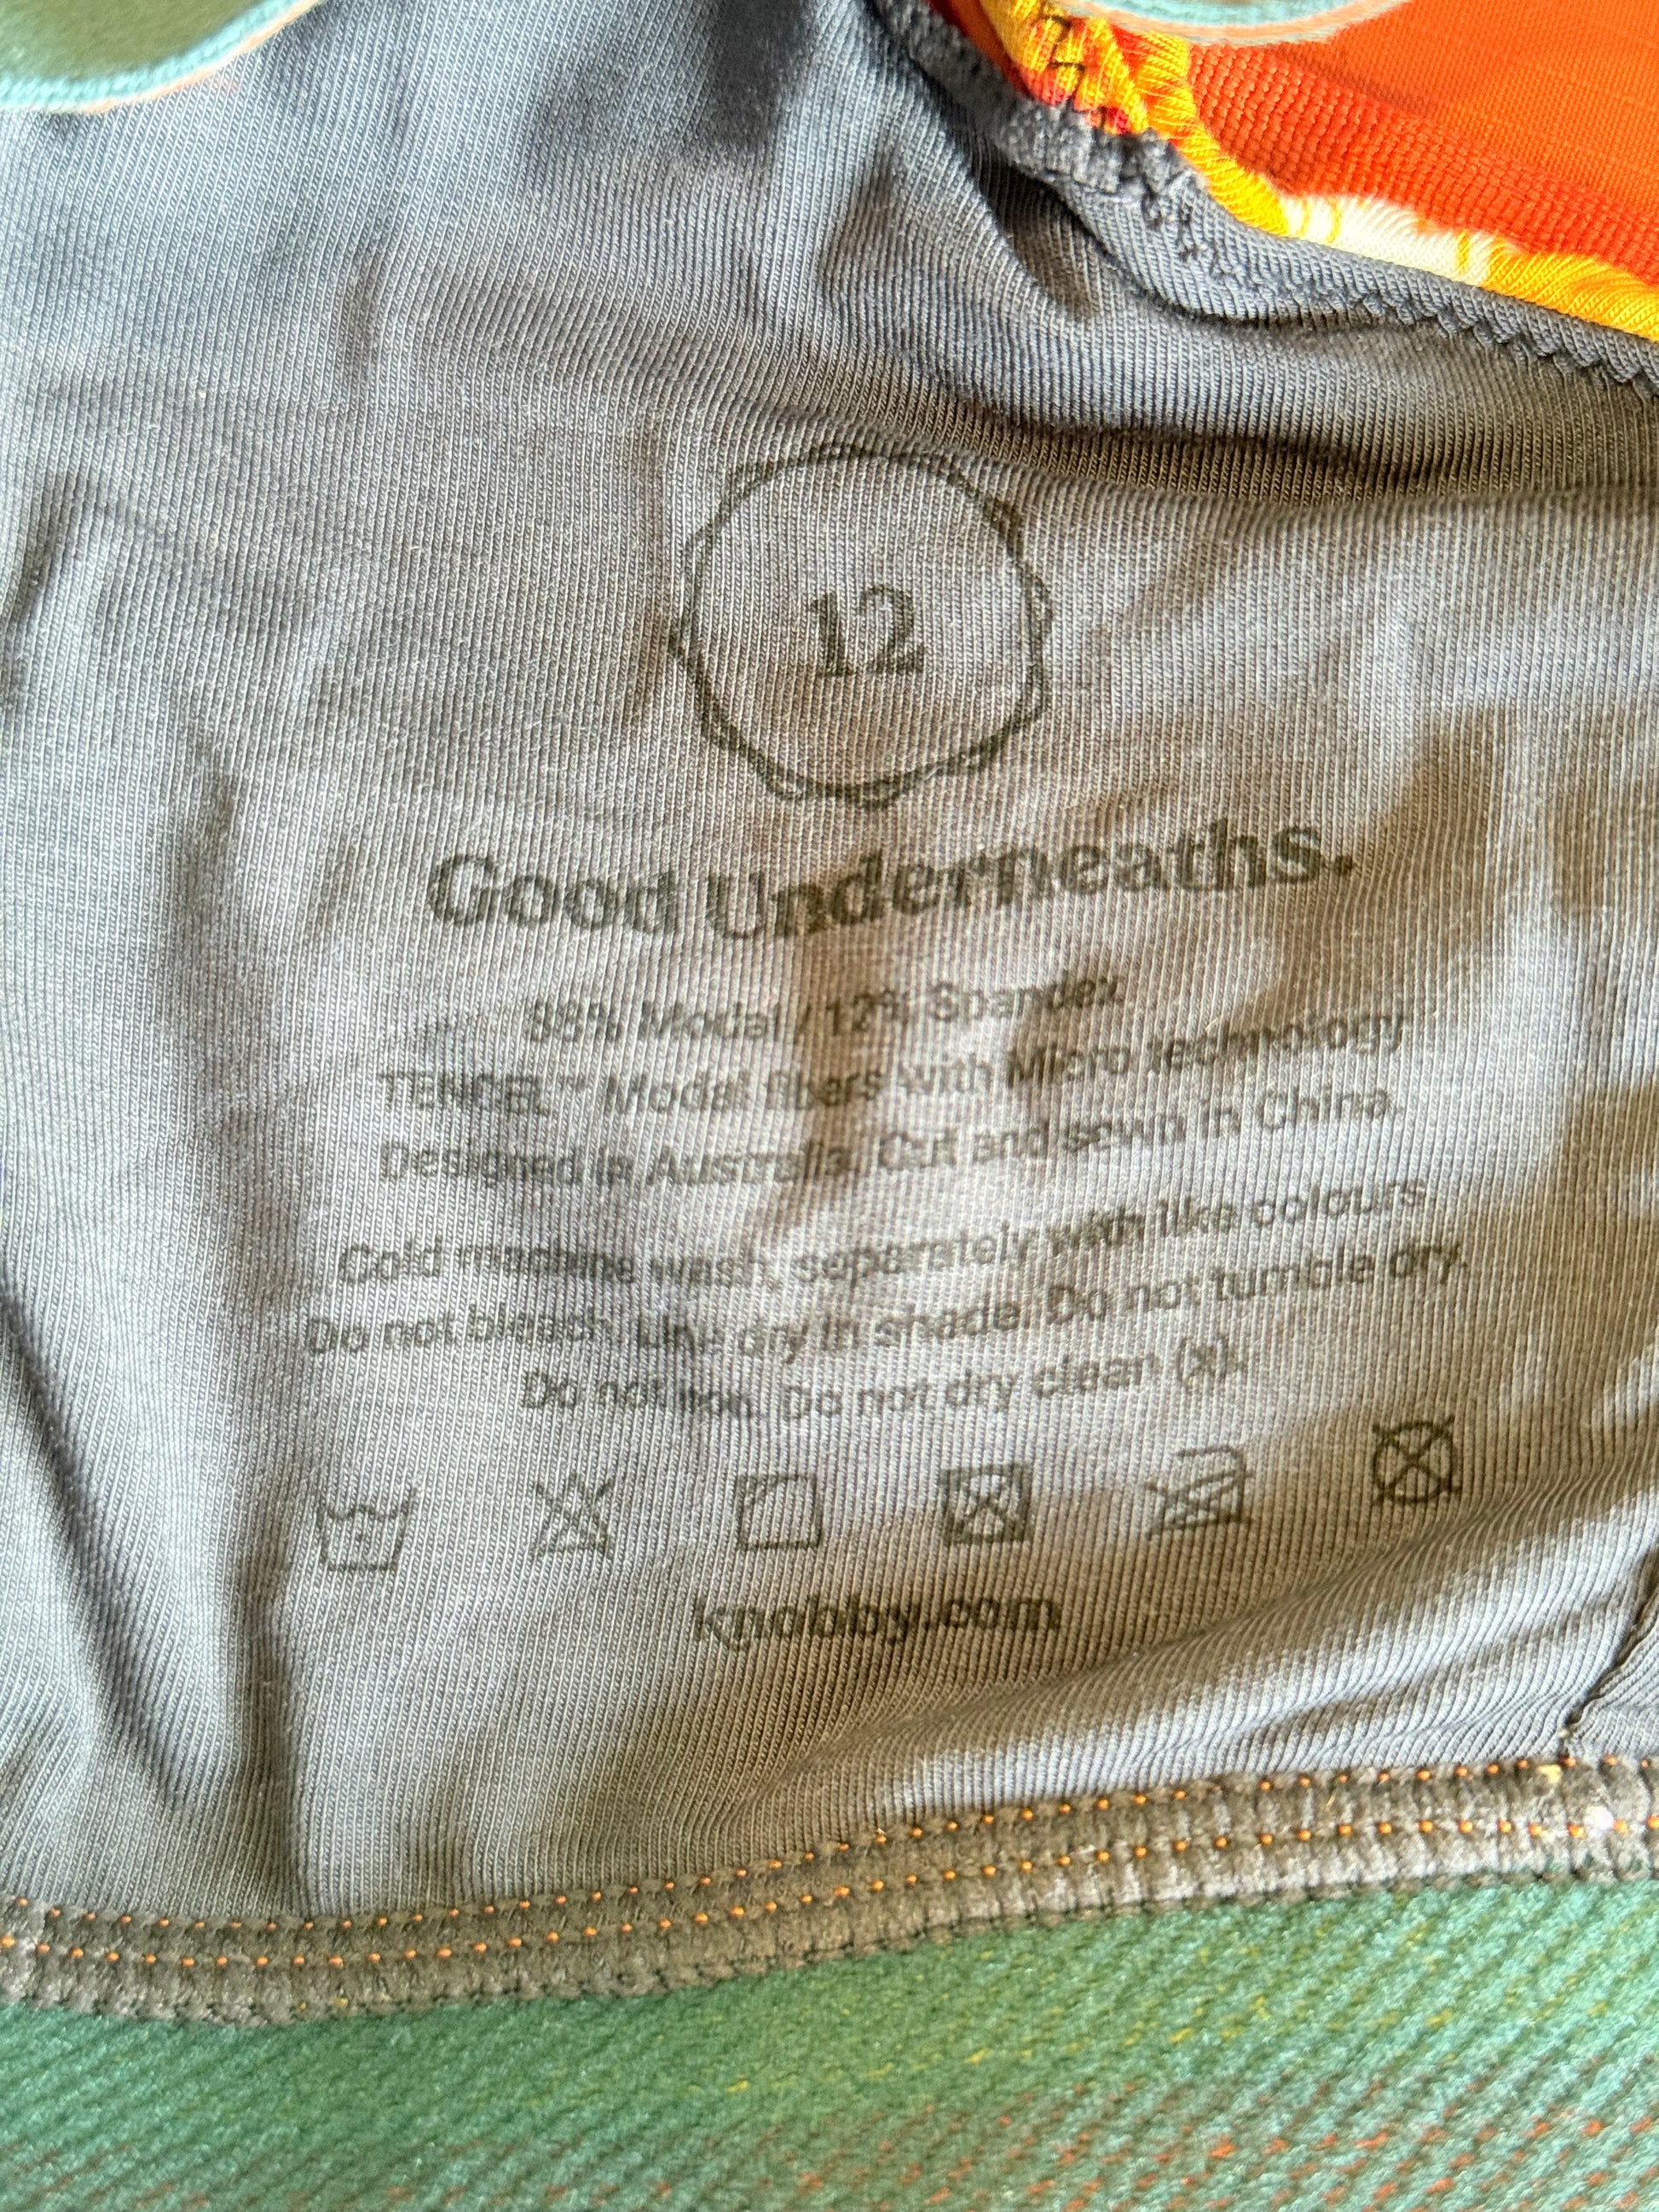 12
Good Underneaths.
88% Modal / 12% Spandex
TENCEL™ Modal fibers with Micro technology
Designed in Australia. Cut and sewn in China.
Cold machine wash, separately with like colours.
Do not bleach. Line dry in shade. Do not tumble dry.
Do not iron. Do not dry clean (x).
knobby.com